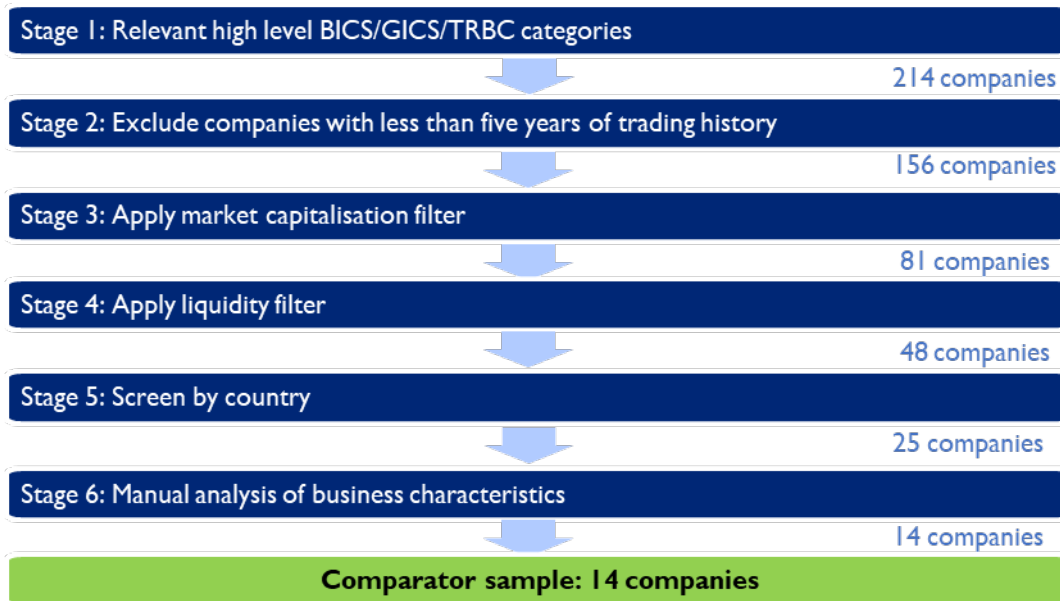 Stage 1: Relevant high level BICS/GICS/TRBC categories
214 companies
Stage 2: Exclude companies with less than five years of trading history
156 companies
Stage 3: Apply market capitalisation filter
81 companies
Stage 4: Apply liquidity filter
48 companies
Stage 5: Screen by country
25 companies
Stage 6: Manual analysis of business characteristics
14 companies
Comparator sample: 14 companies